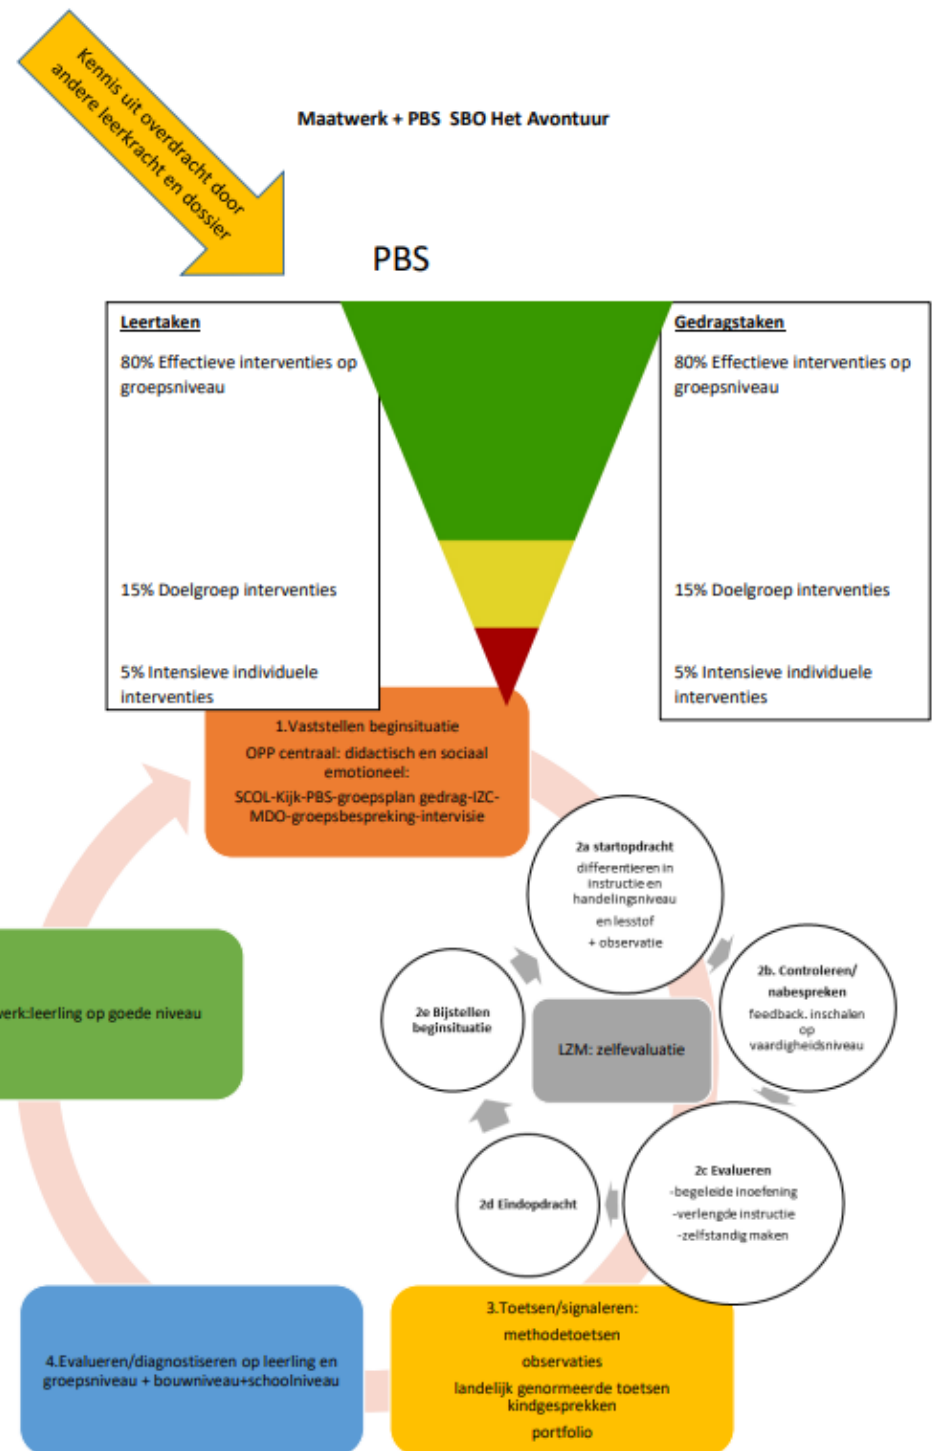 Kennis uit overdracht door
andere leerkracht en dossier
Maatwerk + PBS SBO Het Avontuur
PBS
Leertaken
80% Effectieve interventies op
groepsniveau
15% Doelgroep interventies
5% Intensieve individuele
interventies
Gedragstaken
80% Effectieve interventies op
groepsniveau
15% Doelgroep interventies
5% Intensieve individuele
interventies
1.Vaststellen beginsituatie
OPP centraal: didactisch en sociaal
emotioneel:
SCOL-Kijk-PBS-groepsplan gedrag-IZC-
MDO-groepsbespreking-intervisie
2a startopdracht
differentieren in
instructie en
handelingsniveau
en lesstof
+ observatie
2b. Controleren/
nabespreken
feedback. inschalen
op
vaardigheidsniveau
2c Evalueren
-begeleide inoefening
-verlengde instructie
-zelfstandig maken
2d Eindopdracht
2e Bijstellen
beginsituatie
LZM: zelfevaluatie
3.Toetsen/signaleren:
methodetoetsen
observaties
landelijk genormeerde toetsen
kindgesprekken
portfolio
4.Evalueren/diagnostiseren op leerling en
groepsniveau + bouwniveau+schoolniveau
werk:leerling op goede niveau